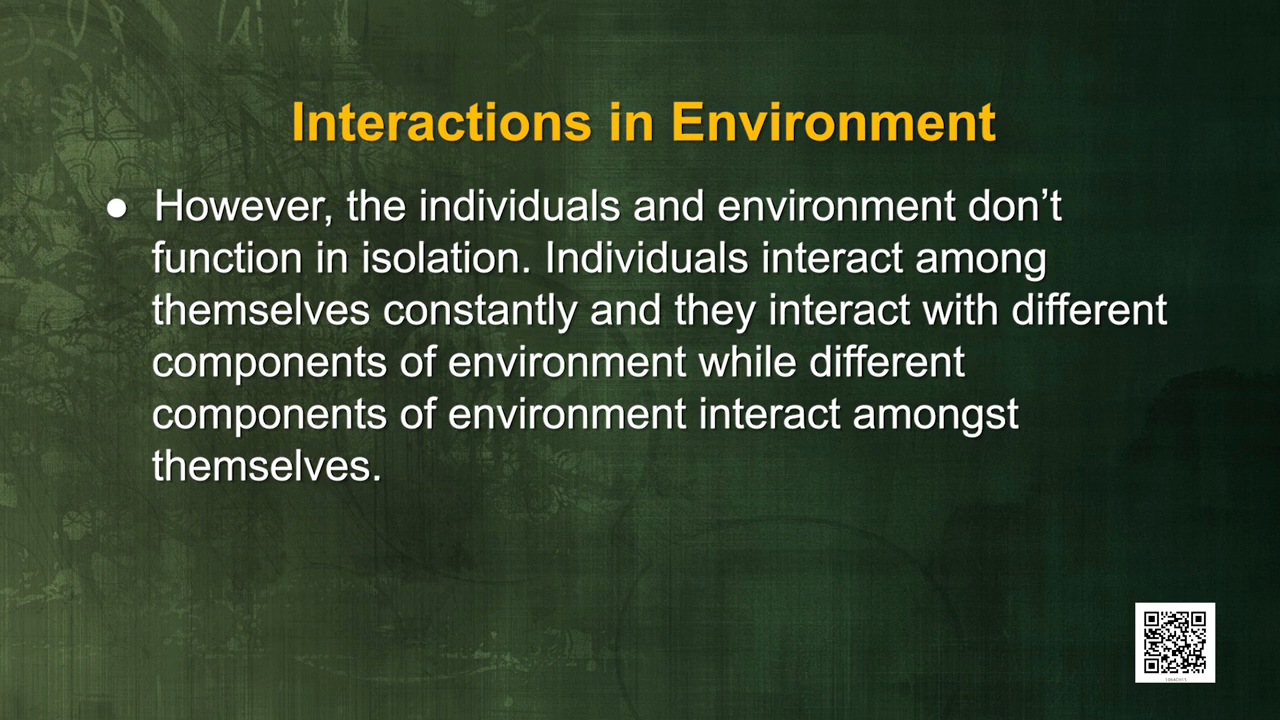 Interactions in Environment
● However, the individuals and environment don’t
function in isolation. Individuals interact among
themselves constantly and they interact with different
components of environment while different
components of environment interact amongst
themselves.